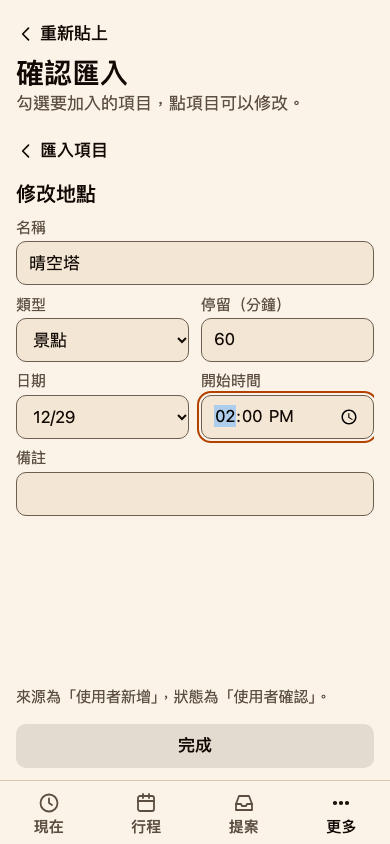 重新貼上
確認匯入
勾選要加入的項目，點項目可以修改。
匯入項目
修改地點
名稱
晴空塔
類型 停留（分鐘）
景點 60
日期 開始時間
12/29 02:00 PM
備註
來源為「使用者新增」，狀態為「使用者確認」。
完成
現在 行程 提案 更多